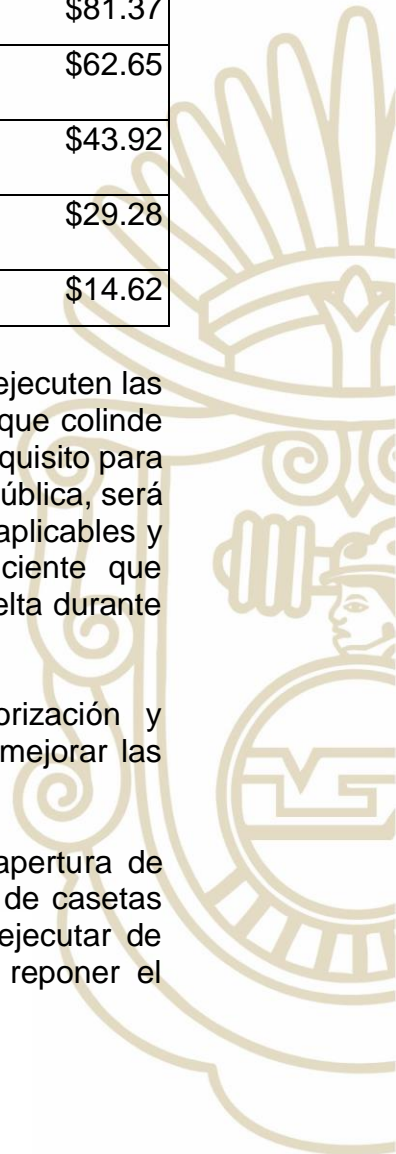 $81.37
$62.65
$43.92
$29.28
$14.62
ejecuten las
que colinde
quisito para
ública, será
aplicables y
ciente que
elta durante
orización y
mejorar las
apertura de
de casetas
ejecutar de
reponer el